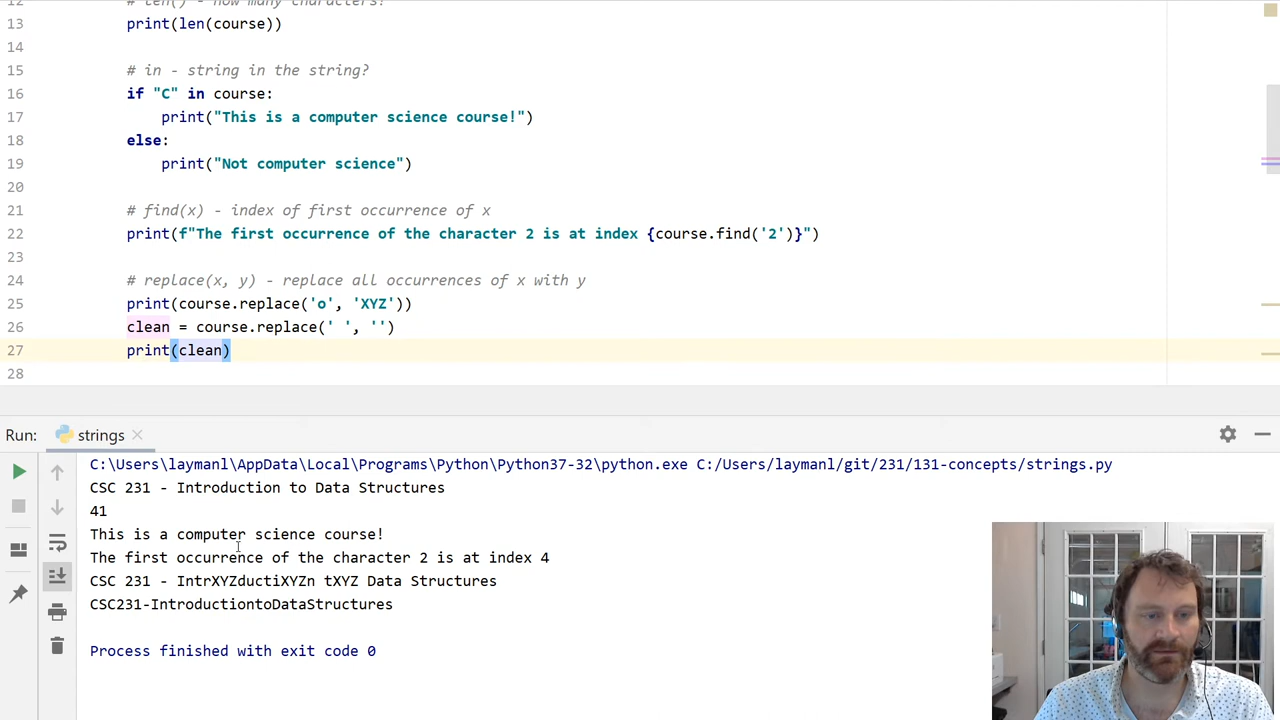 12 # len() - how many characters?
13 print(len(course))
14
15 # in - string in the string?
16 if "C" in course:
17 print("This is a computer science course!")
18 else:
19 print("Not computer science")
20
21 # find(x) - index of first occurrence of x
22 print(f"The first occurrence of the character 2 is at index {course.find('2')}")
23
24 # replace(x, y) - replace all occurrences of x with y
25 print(course.replace('o', 'XYZ'))
26 clean = course.replace(' ', '')
27 print(clean)
28
Run: strings
C:\Users\laymanl\AppData\Local\Programs\Python\Python37-32\python.exe C:/Users/laymanl/git/231/131-concepts/strings.py
CSC 231 - Introduction to Data Structures
41
This is a computer science course!
The first occurrence of the character 2 is at index 4
CSC 231 - IntrXYZductiXYZn tXYZ Data Structures
CSC231-IntroductiontoDataStructures
Process finished with exit code 0